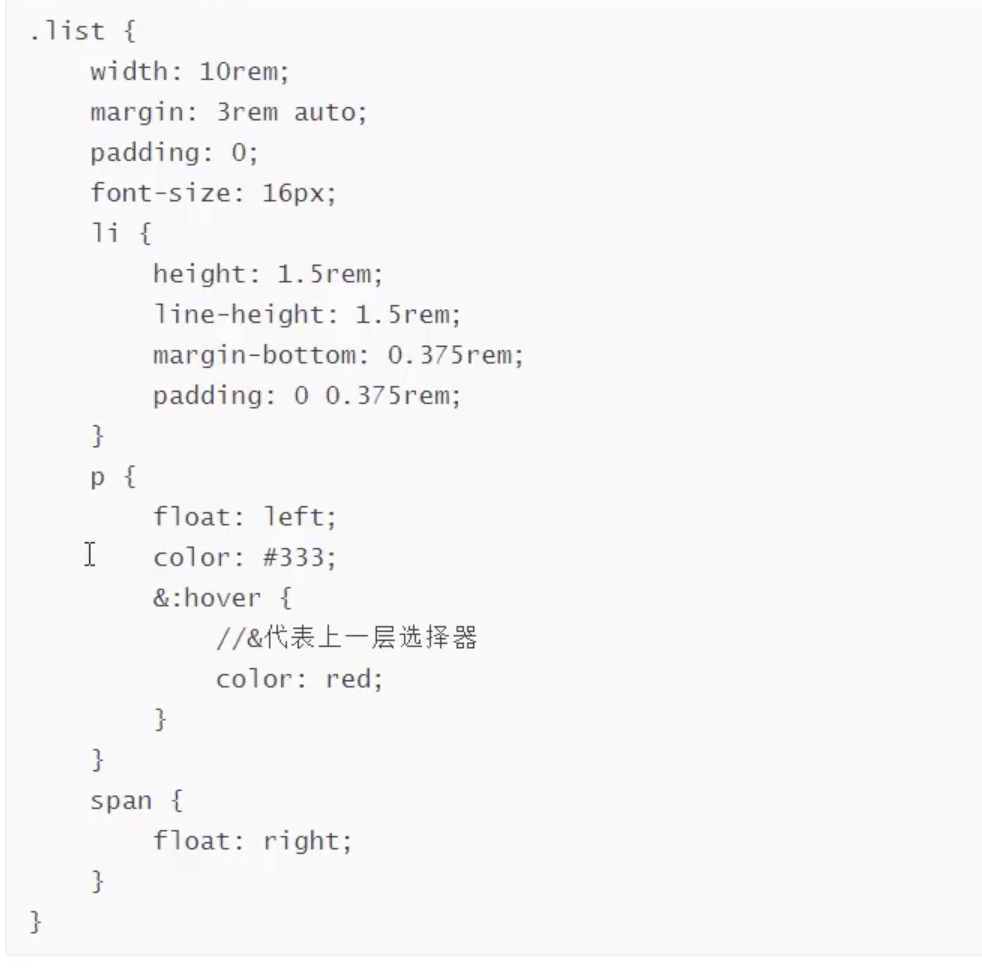 .list {
    width: 10rem;
    margin: 3rem auto;
    padding: 0;
    font-size: 16px;
    li {
        height: 1.5rem;
        line-height: 1.5rem;
        margin-bottom: 0.375rem;
        padding: 0 0.375rem;
    }
    p {
        float: left;
        color: #333;
        &:hover {
            //&代表上一层选择器
            color: red;
        }
    }
    span {
        float: right;
    }
}